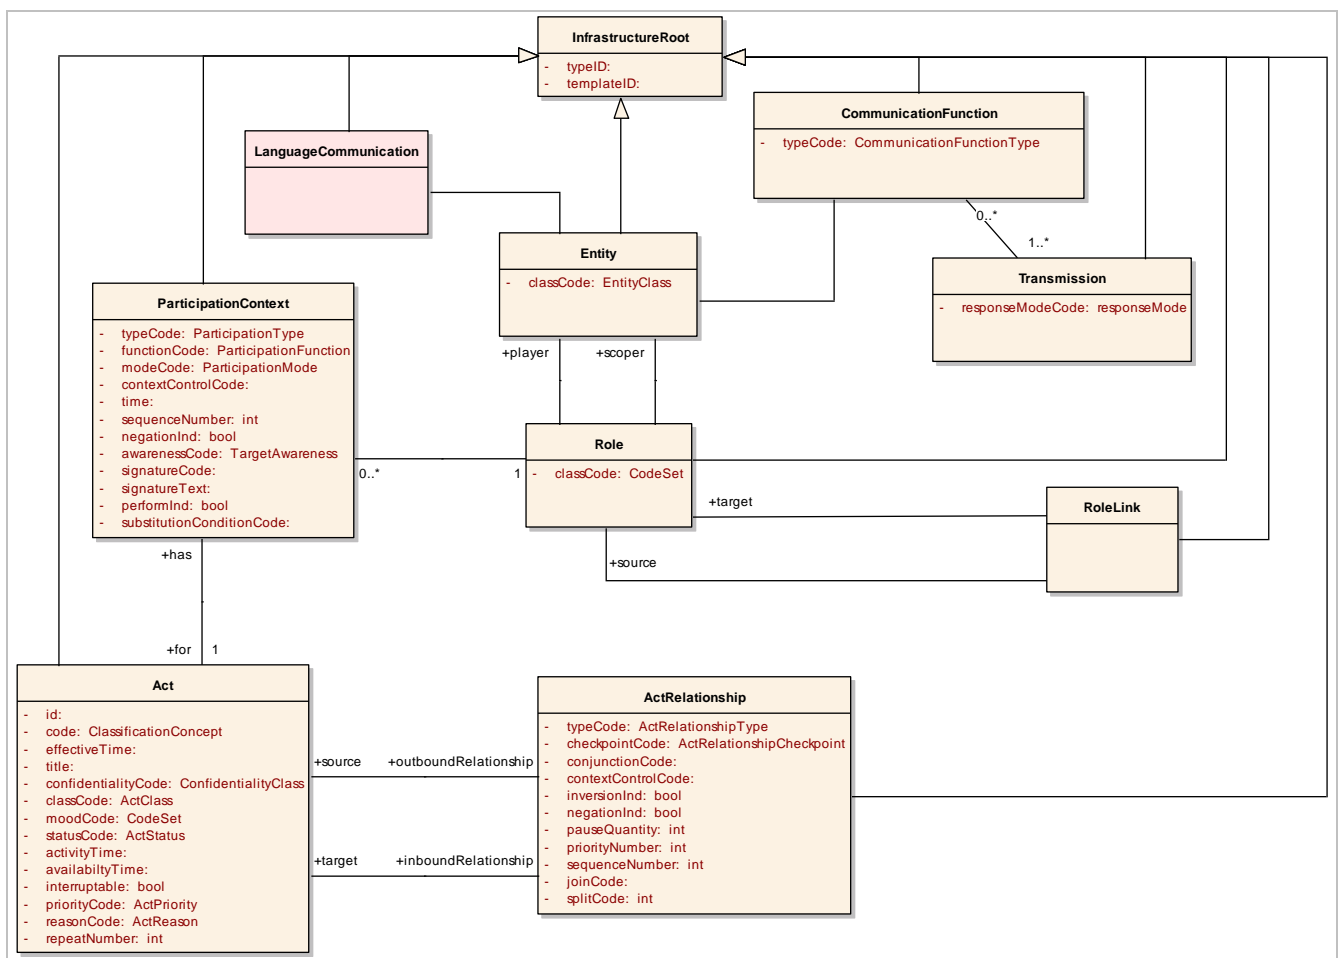 InfrastructureRoot
- typeID:
- templateID:
CommunicationFunction
- typeCode: CommunicationFunctionType
LanguageCommunication
0..*
1..*
Entity
- classCode: EntityClass
Transmission
- responseModeCode: responseMode
ParticipationContext
- typeCode: ParticipationType
- functionCode: ParticipationFunction
- modeCode: ParticipationMode
- contextControlCode:
- time:
- sequenceNumber: int
- negationInd: bool
- awarenessCode: TargetAwareness
- signatureCode:
- signatureText:
- performInd: bool
- substitutionConditionCode:
+player
+scoper
Role
- classCode: CodeSet
0..*
1
+target
+source
RoleLink
+has
+for
1
Act
- id:
- code: ClassificationConcept
- effectiveTime:
- title:
- confidentialityCode: ConfidentialityClass
- classCode: ActClass
- moodCode: CodeSet
- statusCode: ActStatus
- activityTime:
- availabiltyTime:
- interruptable: bool
- priorityCode: ActPriority
- reasonCode: ActReason
- repeatNumber: int
+source
+outboundRelationship
+target
+inboundRelationship
ActRelationship
- typeCode: ActRelationshipType
- checkpointCode: ActRelationshipCheckpoint
- conjunctionCode:
- contextControlCode:
- inversionInd: bool
- negationInd: bool
- pauseQuantity: int
- priorityNumber: int
- sequenceNumber: int
- joinCode:
- splitCode: int